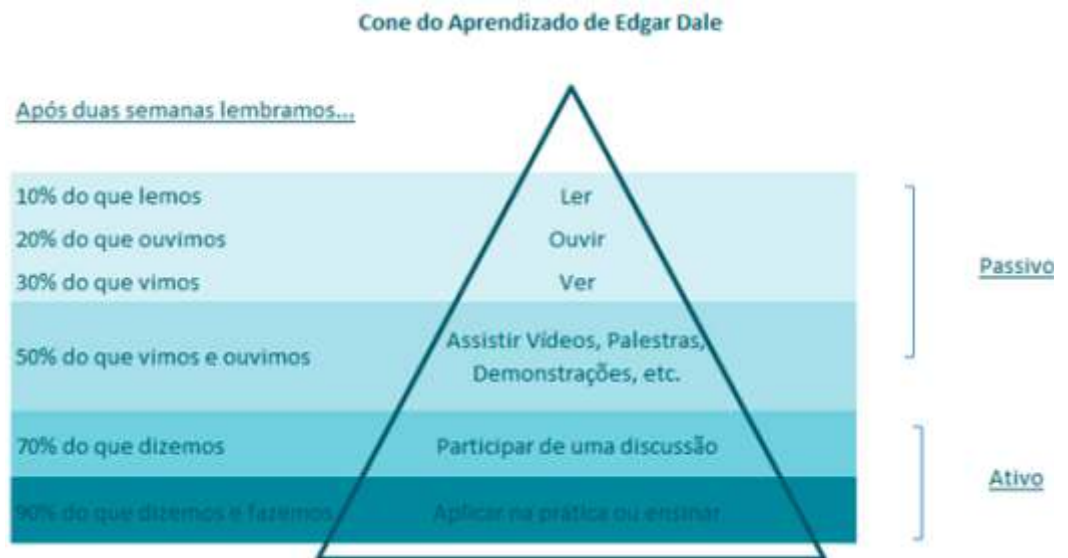 Cone do Aprendizado de Edgar Dale
Após duas semanas lembramos...
10% do que lemos
Ler
20% do que ouvimos
Ouvir
30% do que vimos
Ver
Passivo
50% do que vimos e ouvimos
Assistir Vídeos, Palestras,
Demonstrações, etc.
70% do que dizemos
Participar de uma discussão
Ativo
90% do que dizemos e fazemos
Aplicar na prática ou ensinar